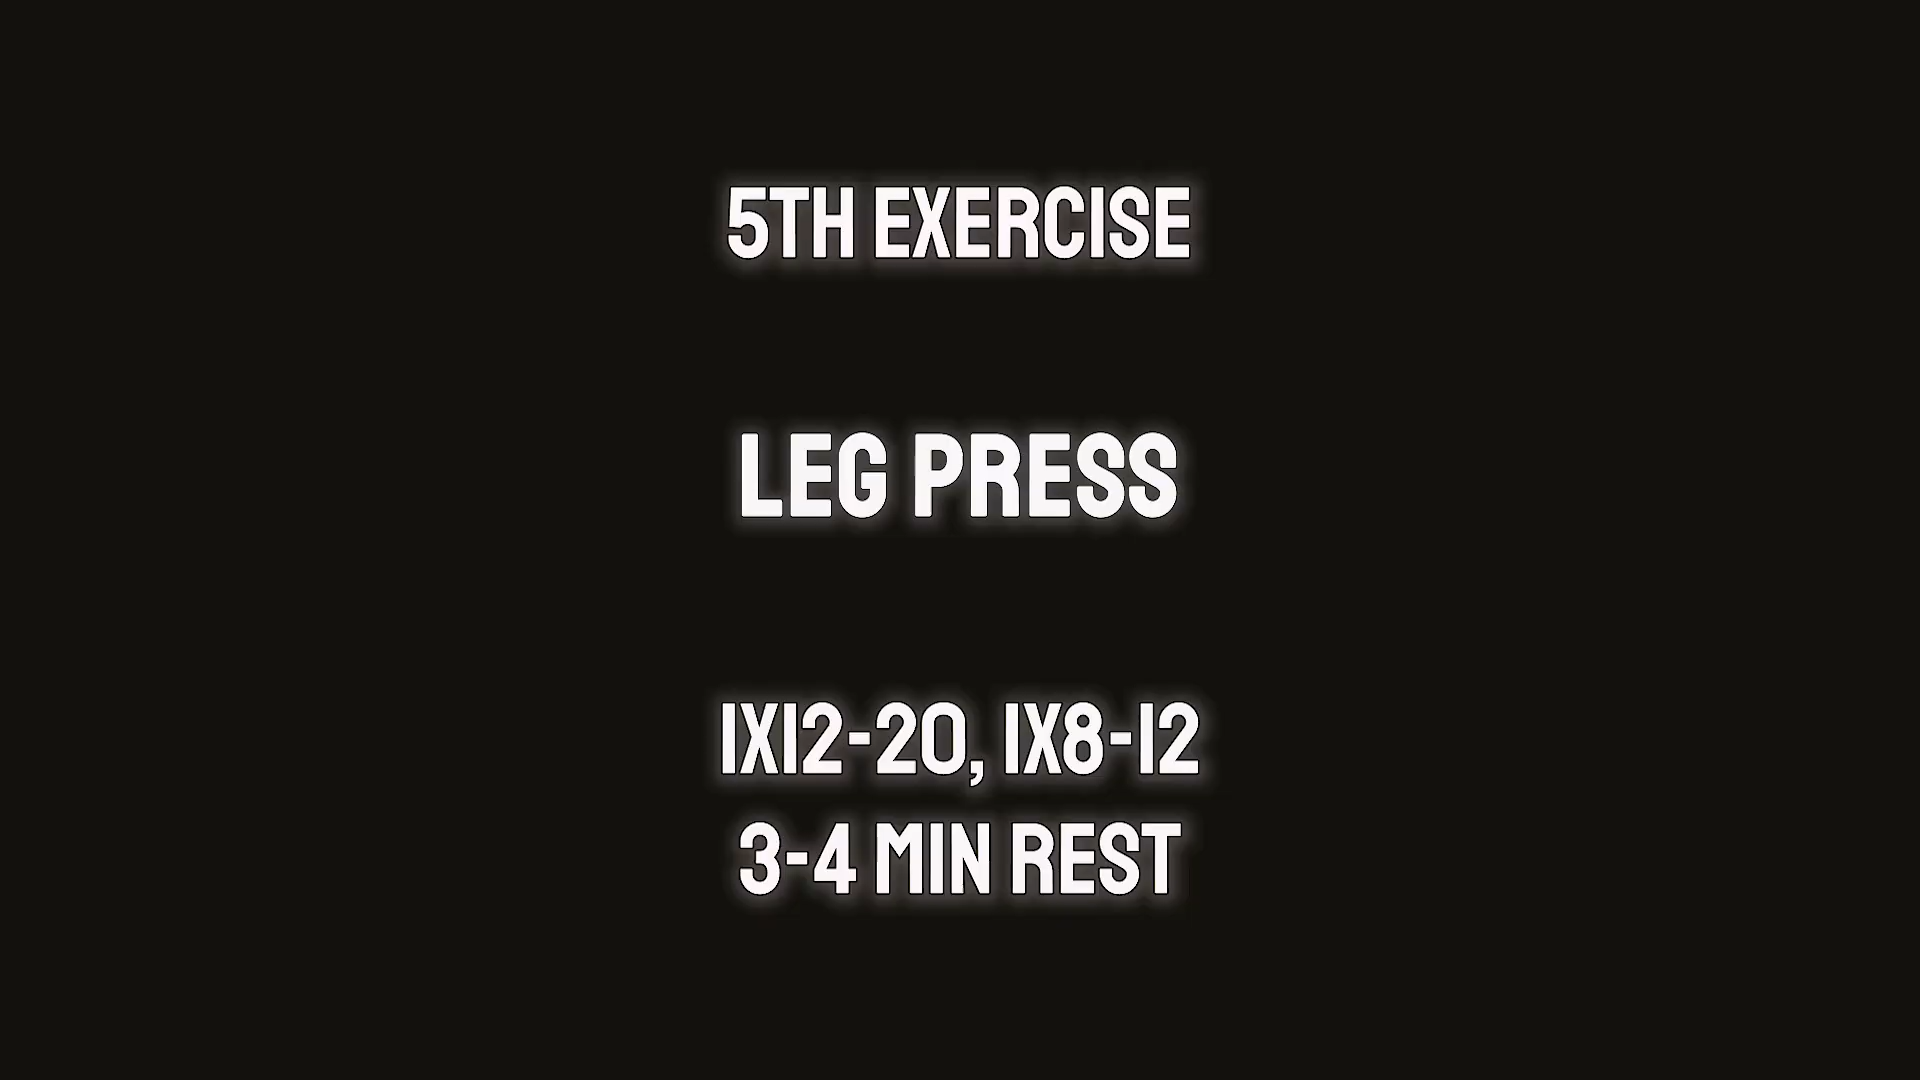 5TH EXERCISE
LEG PRESS
1X12-20, 1X8-12
3-4 MIN REST